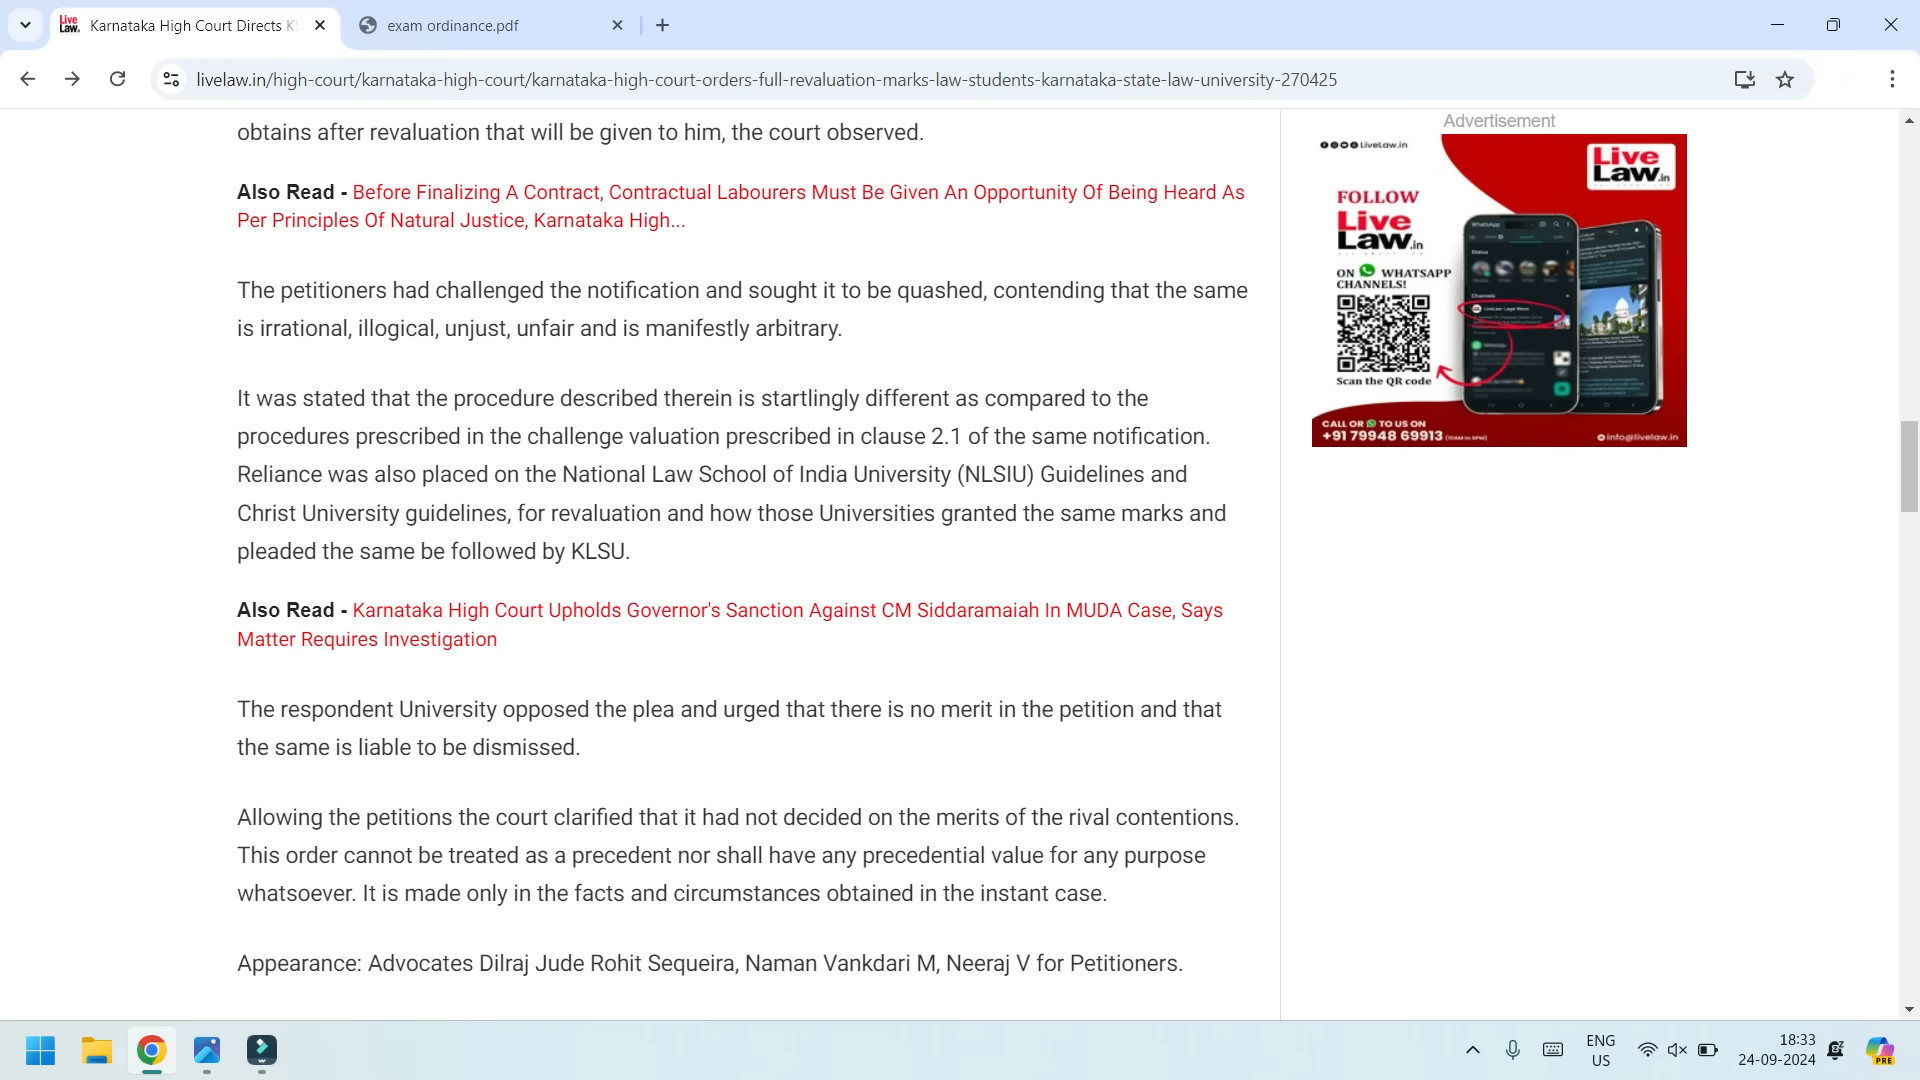 Live Law. Karnataka High Court Directs KS
exam ordinance.pdf
livelaw.in/high-court/karnataka-high-court/karnataka-high-court-orders-full-revaluation-marks-law-students-karnataka-state-law-university-270425
obtains after revaluation that will be given to him, the court observed.
Also Read - Before Finalizing A Contract, Contractual Labourers Must Be Given An Opportunity Of Being Heard As
Per Principles Of Natural Justice, Karnataka High...
The petitioners had challenged the notification and sought it to be quashed, contending that the same
is irrational, illogical, unjust, unfair and is manifestly arbitrary.
It was stated that the procedure described therein is startlingly different as compared to the
procedures prescribed in the challenge valuation prescribed in clause 2.1 of the same notification.
Reliance was also placed on the National Law School of India University (NLSIU) Guidelines and
Christ University guidelines, for revaluation and how those Universities granted the same marks and
pleaded the same be followed by KLSU.
Also Read - Karnataka High Court Upholds Governor's Sanction Against CM Siddaramaiah In MUDA Case, Says
Matter Requires Investigation
The respondent University opposed the plea and urged that there is no merit in the petition and that
the same is liable to be dismissed.
Allowing the petitions the court clarified that it had not decided on the merits of the rival contentions.
This order cannot be treated as a precedent nor shall have any precedential value for any purpose
whatsoever. It is made only in the facts and circumstances obtained in the instant case.
Appearance: Advocates Dilraj Jude Rohit Sequeira, Naman Vankdari M, Neeraj V for Petitioners.
Advertisement
LiveLaw.in
Live
Law.in
FOLLOW
Live
Law.in
ON WHATSAPP
CHANNELS!
Scan the QR code
WhatsApp
Status
Channels
CALL OR TO US ON
+91 79948 69913 (10AM to 6PM)
info@livelaw.in
ENG
US
18:33
24-09-2024
PRE